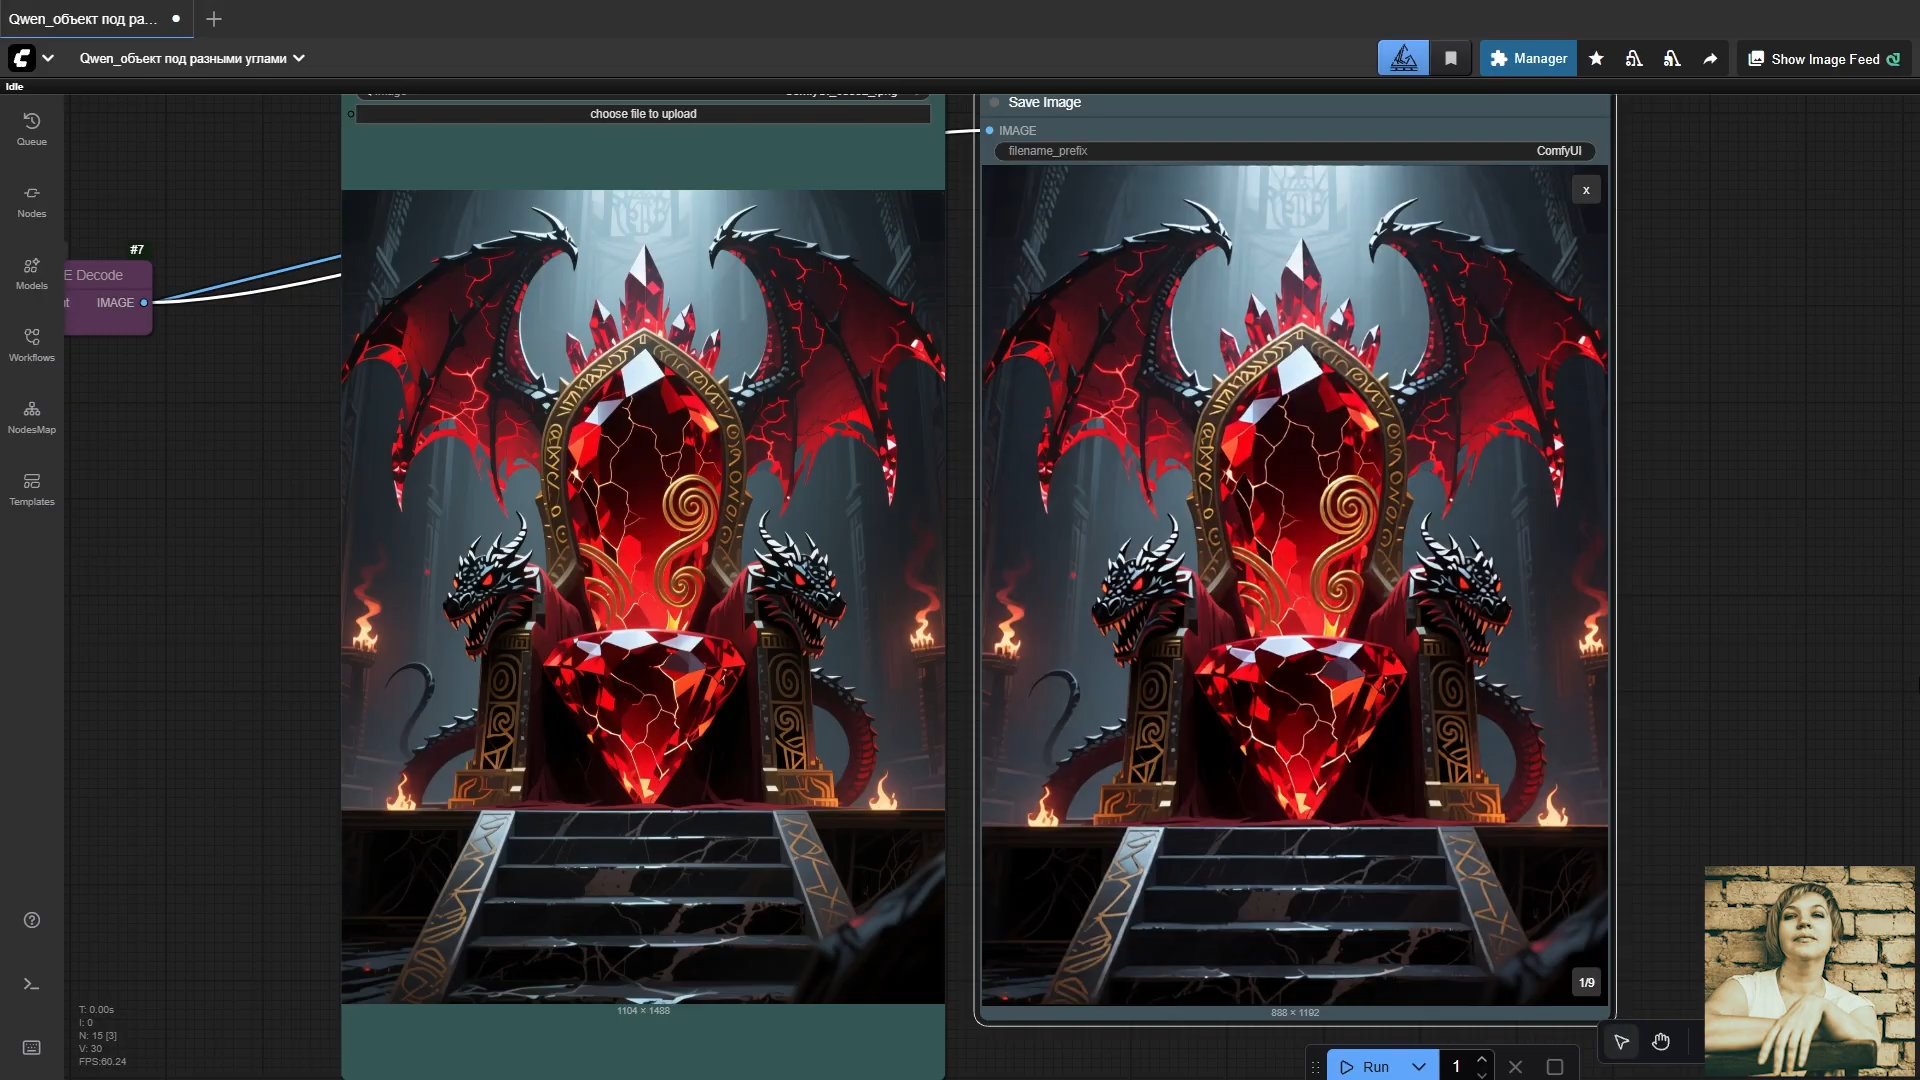 Qwen_объект под ра...
Qwen_объект под разными углами
Manager
Show Image Feed
Idle
Queue
Nodes
Models
Workflows
NodesMap
Templates
#7
E Decode
IMAGE
choose file to upload
1104 × 1488
Save Image
IMAGE
filename_prefix
ComfyUI
x
1/9
888 × 1192
T: 0.00s
I: 0
N: 15 [3]
V: 30
FPS:60.24
Run
1